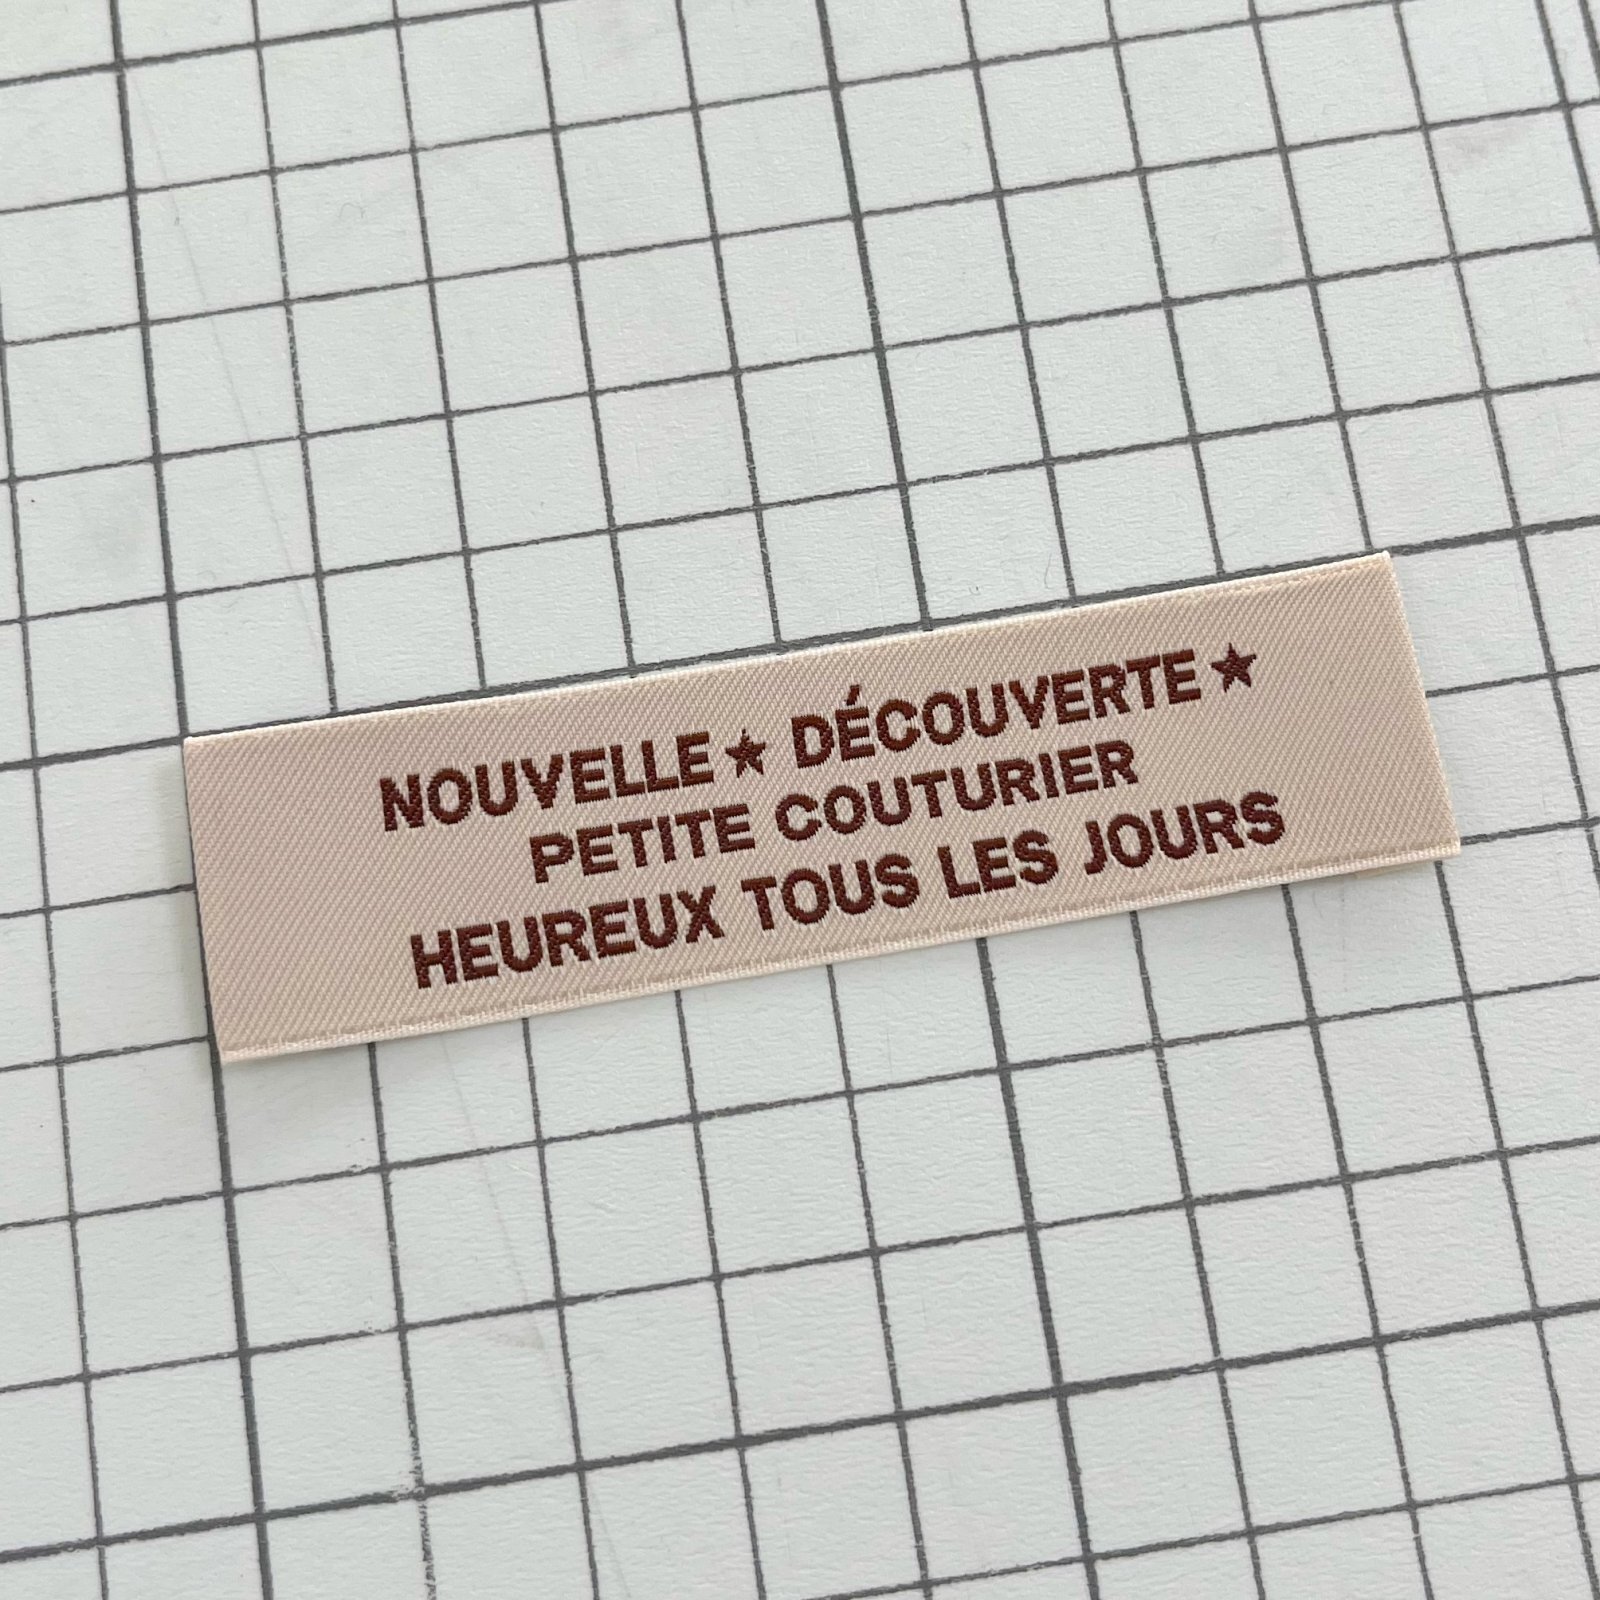 NOUVELLE★ DÉCOUVERTE★
PETITE COUTURIER
HEUREUX TOUS LES JOURS